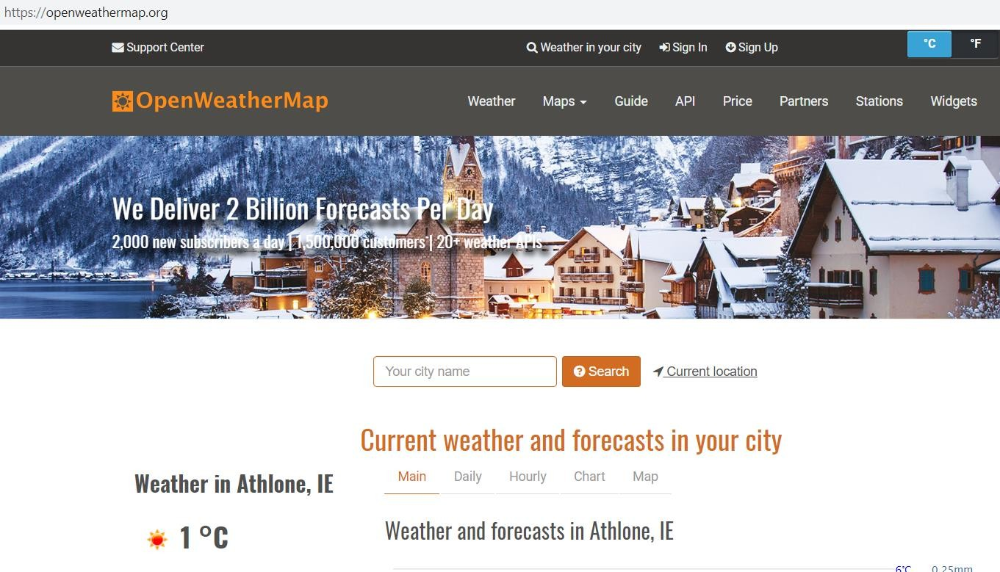 https://openweathermap.org
Support Center Weather in your city Sign In Sign Up °C °F
OpenWeatherMap Weather Maps Guide API Price Partners Stations Widgets
We Deliver 2 Billion Forecasts Per Day
2,000 new subscribers a day | 1,500,000 customers | 20+ weather APIs
Your city name Search Current location
Current weather and forecasts in your city
Main Daily Hourly Chart Map
Weather in Athlone, IE
Weather and forecasts in Athlone, IE
1 °C
6°C 0.25mm